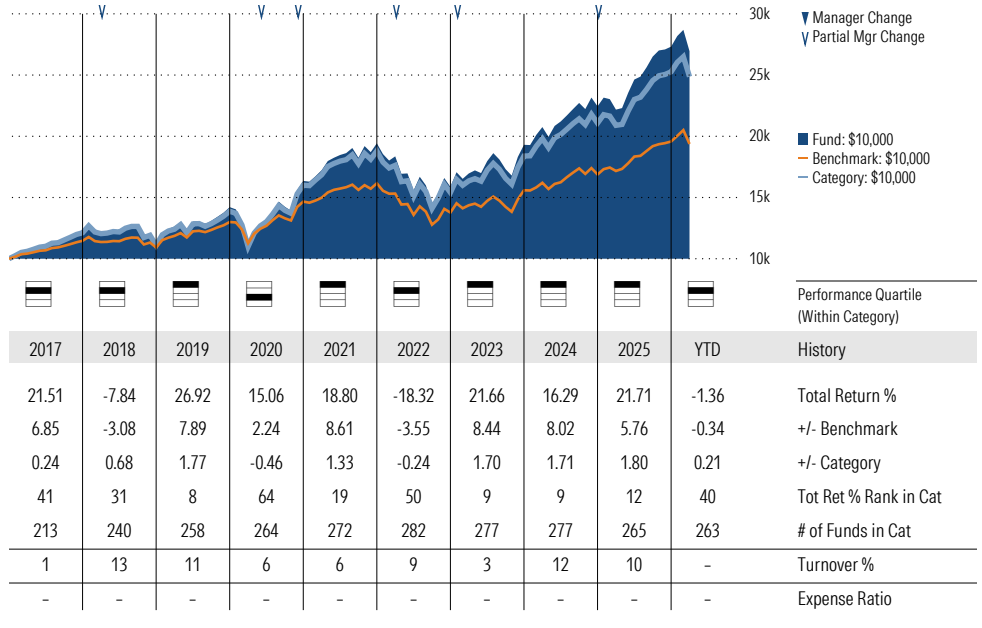 30k
25k
20k
15k
10k
Manager Change
Partial Mgr Change
Fund: $10,000
Benchmark: $10,000
Category: $10,000
Performance Quartile
(Within Category)
2017 2018 2019 2020 2021 2022 2023 2024 2025 YTD History
21.51 -7.84 26.92 15.06 18.80 -18.32 21.66 16.29 21.71 -1.36 Total Return %
6.85 -3.08 7.89 2.24 8.61 -3.55 8.44 8.02 5.76 -0.34 +/- Benchmark
0.24 0.68 1.77 -0.46 1.33 -0.24 1.70 1.71 1.80 0.21 +/- Category
41 31 8 64 19 50 9 9 12 40 Tot Ret % Rank in Cat
213 240 258 264 272 282 277 277 265 263 # of Funds in Cat
1 13 11 6 6 9 3 12 10 – Turnover %
– – – – – – – – – – Expense Ratio